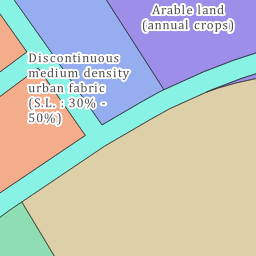 Arable land
(annual crops)
Discontinuous
medium density
urban fabric
(S.L. : 30% -
50%)